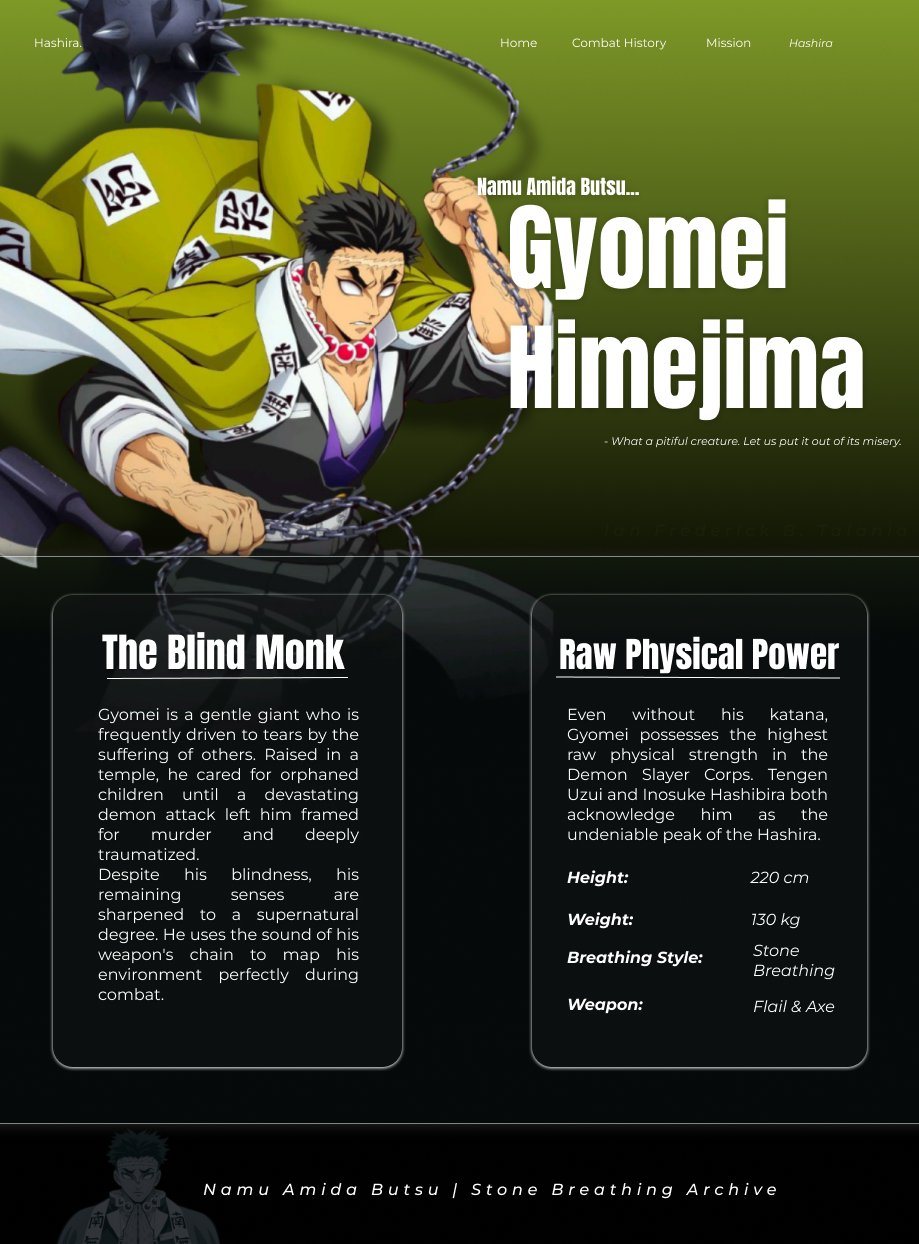 Hashira.
Home
Combat History
Mission
Hashira
Namu Amida Butsu...
Gyomei
Himejima
- What a pitiful creature. Let us put it out of its misery.
Ian Frederick B.
The Blind Monk
Gyomei is a gentle giant who is
frequently driven to tears by the
suffering of others. Raised in a
temple, he cared for orphaned
children until a devastating
demon attack left him framed
for murder and deeply
traumatized.
Despite his blindness, his
remaining senses are
sharpened to a supernatural
degree. He uses the sound of his
weapon's chain to map his
environment perfectly during
combat.
Raw Physical Power
Even without his katana,
Gyomei possesses the highest
raw physical strength in the
Demon Slayer Corps. Tengen
Uzui and Inosuke Hashibira both
acknowledge him as the
undeniable peak of the Hashira.
Height: 220 cm
Weight: 130 kg
Breathing Style: Stone
Breathing
Weapon: Flail & Axe
Namu Amida Butsu | Stone Breathing Archive